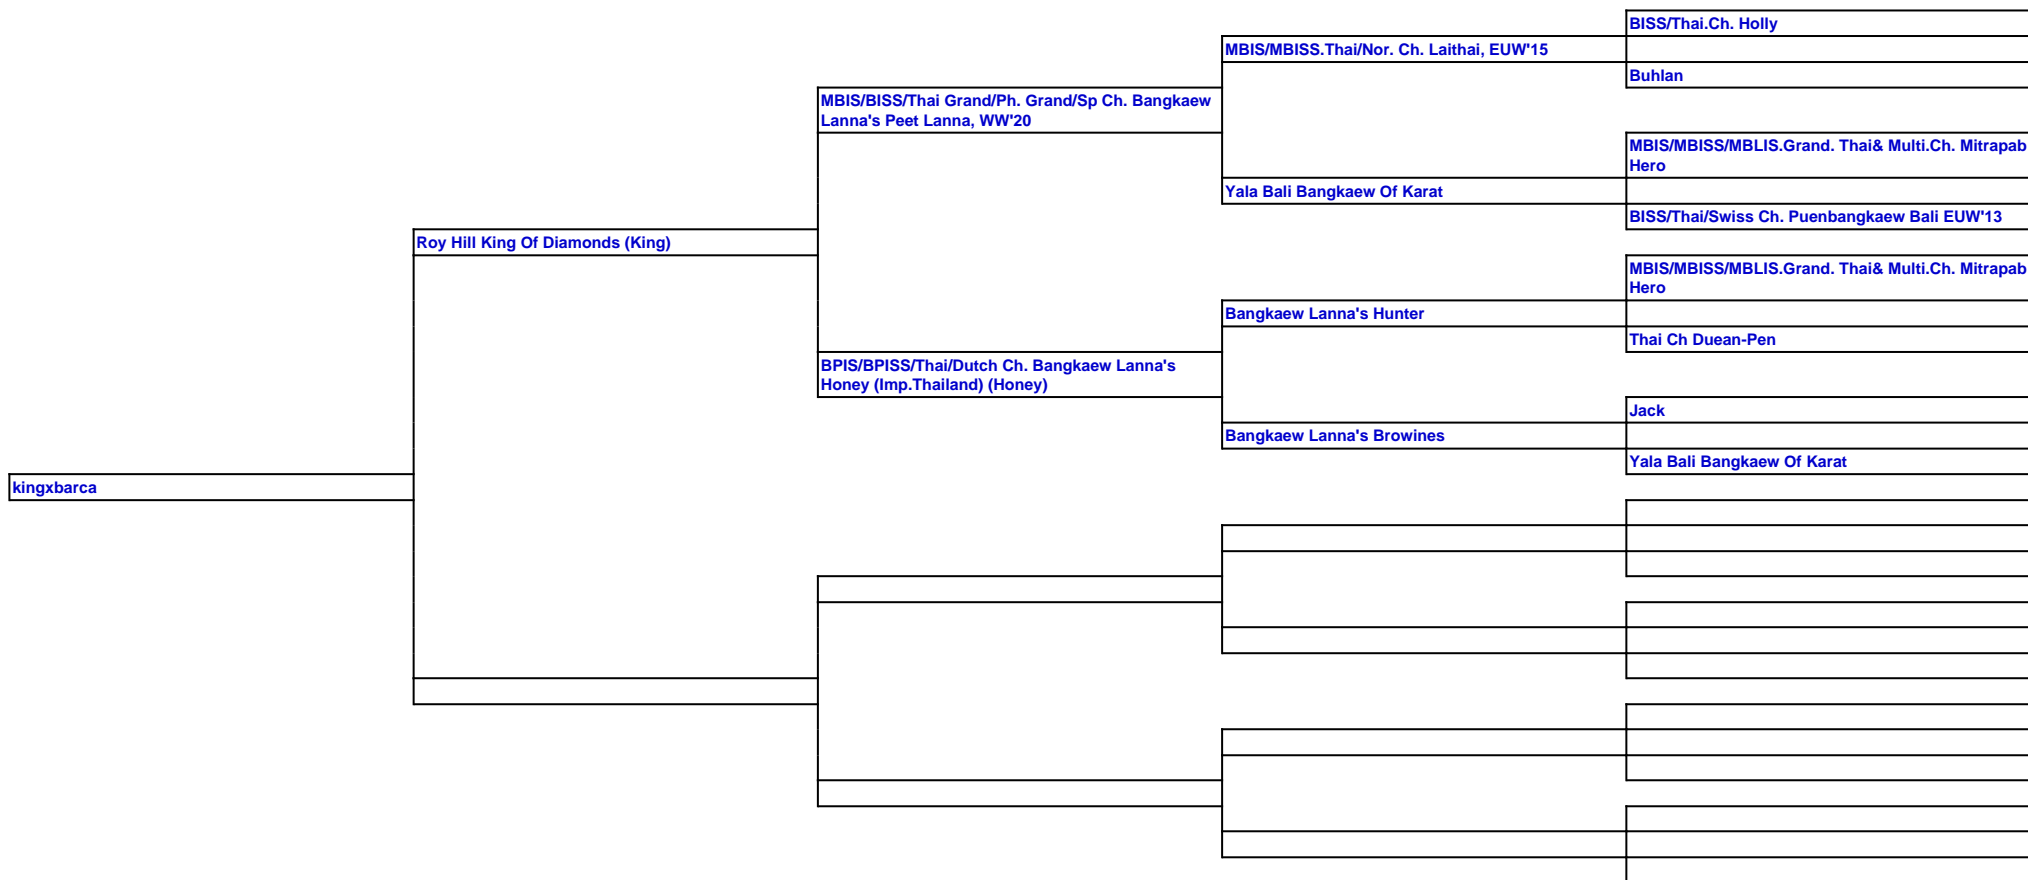 BISS/Thai.Ch. Holly
MBIS/MBISS.Thai/Nor. Ch. Laithai, EUW'15
Buhlan
MBIS/BISS/Thai Grand/Ph. Grand/Sp Ch. Bangkaew
Lanna's Peet Lanna, WW'20
MBIS/MBISS/MBLIS.Grand. Thai& Multi.Ch. Mitrapab
Hero
Yala Bali Bangkaew Of Karat
BISS/Thai/Swiss Ch. Puenbangkaew Bali EUW'13
Roy Hill King Of Diamonds (King)
MBIS/MBISS/MBLIS.Grand. Thai& Multi.Ch. Mitrapab
Hero
Bangkaew Lanna's Hunter
Thai Ch Duean-Pen
BPIS/BPISS/Thai/Dutch Ch. Bangkaew Lanna's
Honey (Imp.Thailand) (Honey)
Jack
Bangkaew Lanna's Browines
Yala Bali Bangkaew Of Karat
kingxbarca